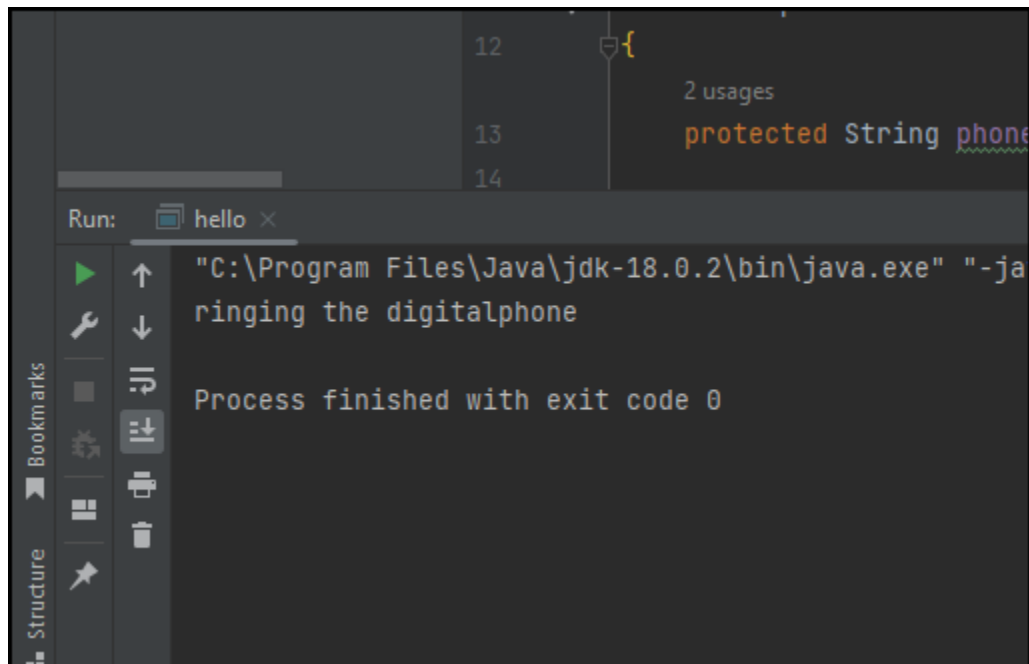 12 {
2 usages
13 protected String phone
14
Run: hello
"C:\Program Files\Java\jdk-18.0.2\bin\java.exe" "-ja
ringing the digitalphone
Process finished with exit code 0
Bookmarks
Structure